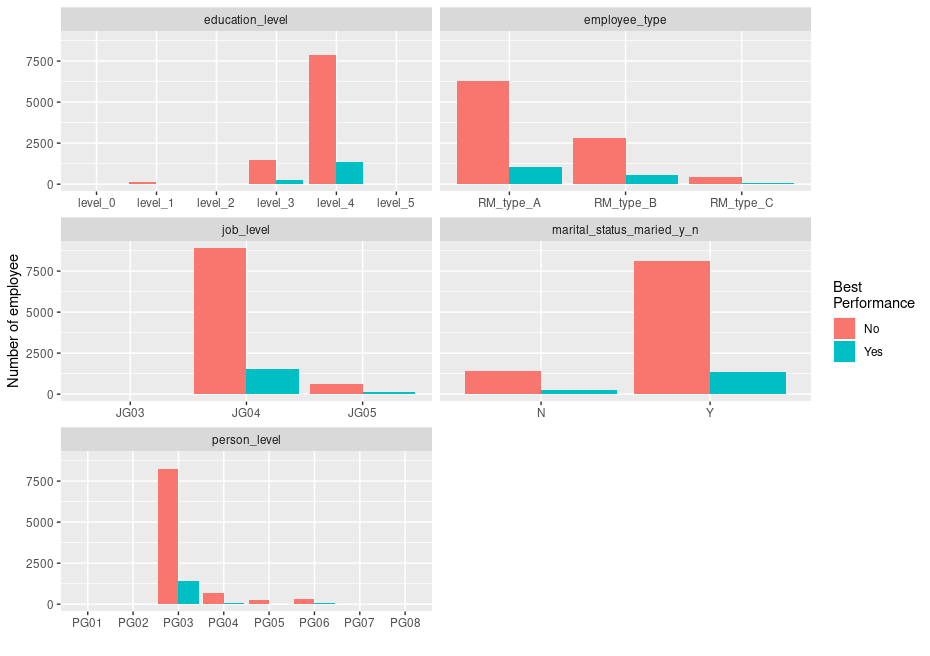 education_level
employee_type
7500
5000
2500
0
level_0 level_1 level_2 level_3 level_4 level_5
RM_type_A RM_type_B RM_type_C
job_level
marital_status_maried_y_n
Number of employee
7500
5000
2500
0
JG03 JG04 JG05
N Y
person_level
7500
5000
2500
0
PG01 PG02 PG03 PG04 PG05 PG06 PG07 PG08
Best
Performance
No
Yes